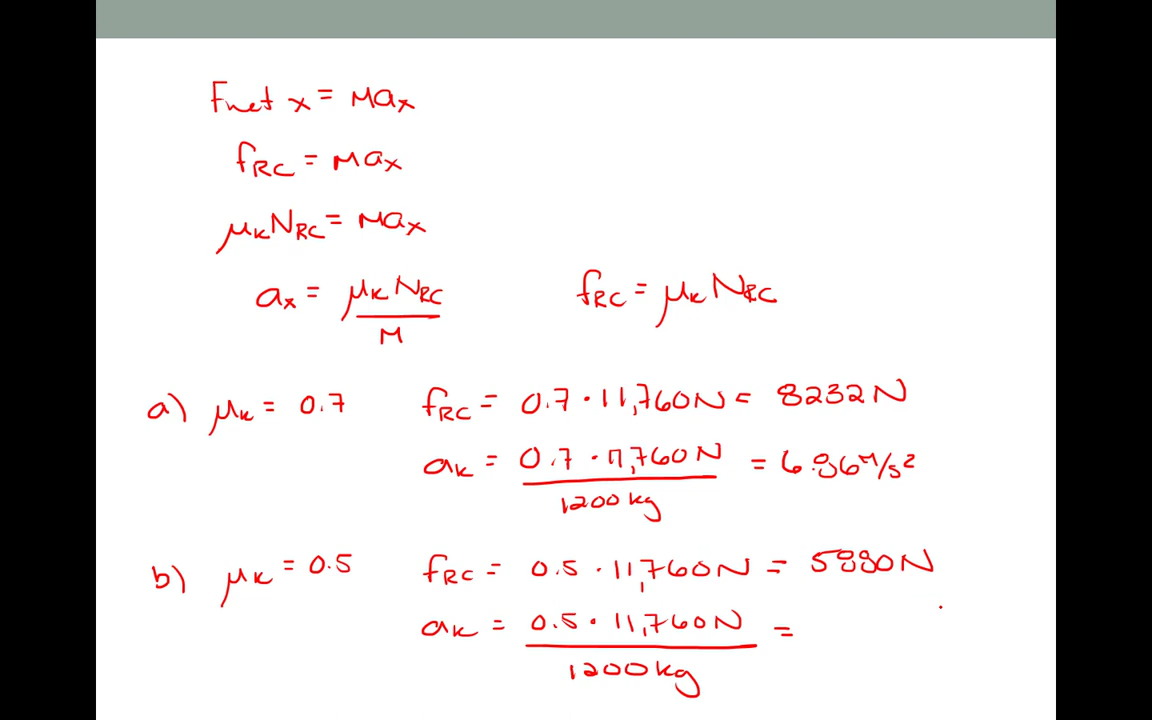 Fnet x = Max
fRC = Max
μkNRC = Max
ax = μkNRC / M
fRC = μkNRC
a) μk = 0.7
fRC = 0.7 · 11,760N = 8232N
ak = 0.7 · 11,760N / 1200kg = 6.86m/s²
b) μk = 0.5
fRC = 0.5 · 11,760N = 5880N
ak = 0.5 · 11,760N / 1200kg =